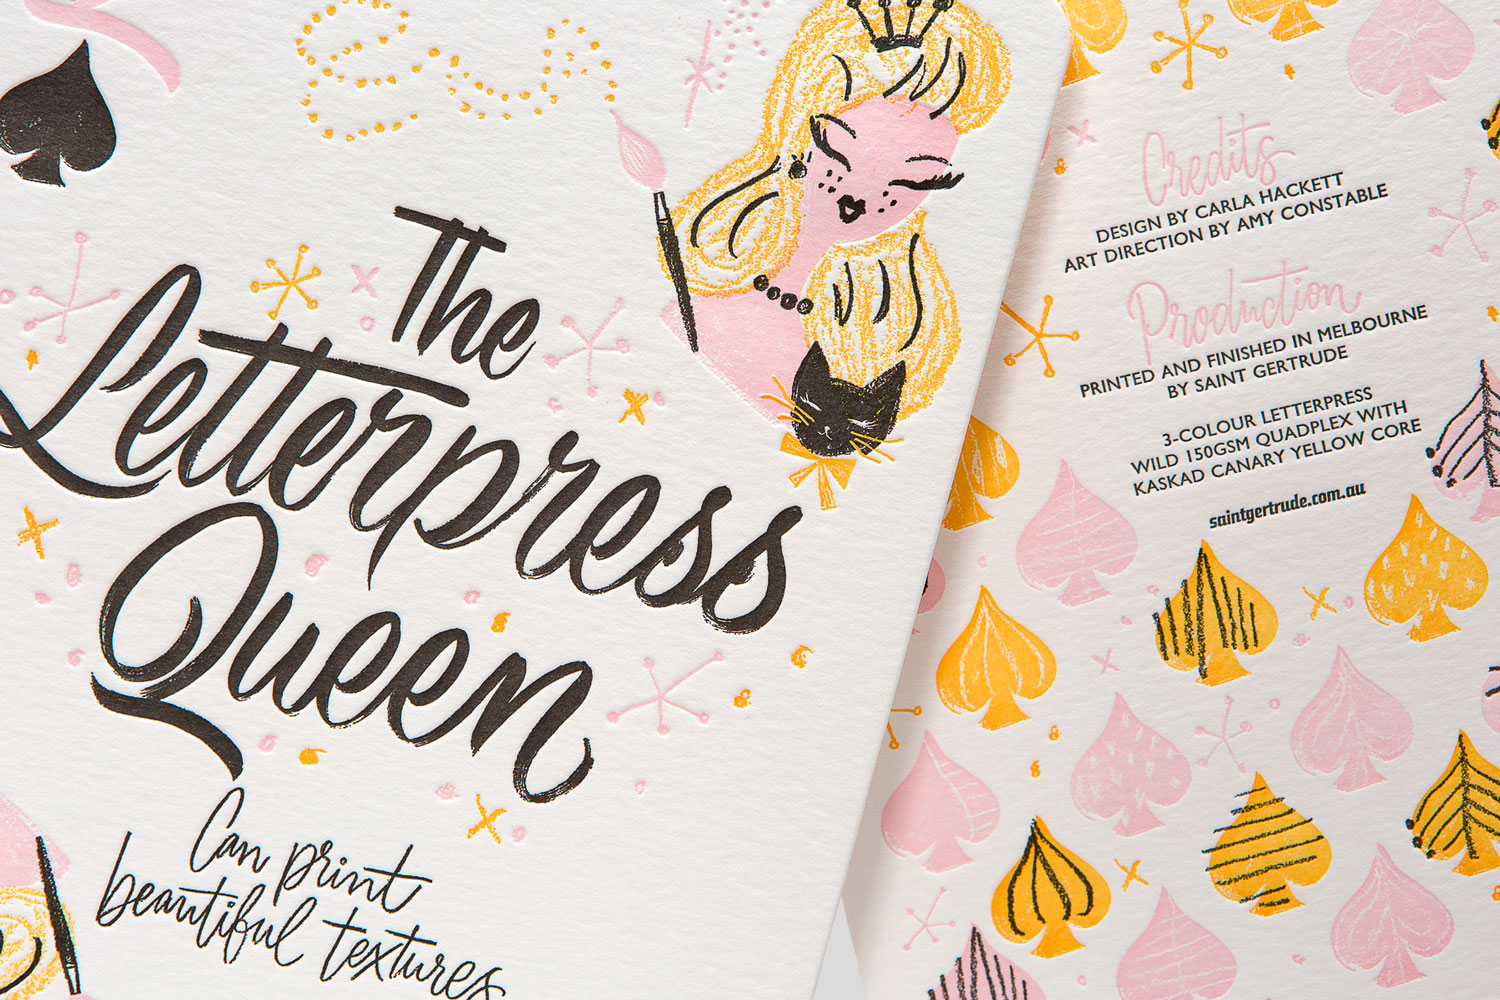 The
Letterpress
Queen
Can print
beautiful textures
Credits
DESIGN BY CARLA HACKETT
ART DIRECTION BY AMY CONSTABLE
Production
PRINTED AND FINISHED IN MELBOURNE
BY SAINT GERTRUDE
3-COLOUR LETTERPRESS
WILD 150GSM QUADPLEX WITH
KASKAD CANARY YELLOW CORE
saintgertrude.com.au